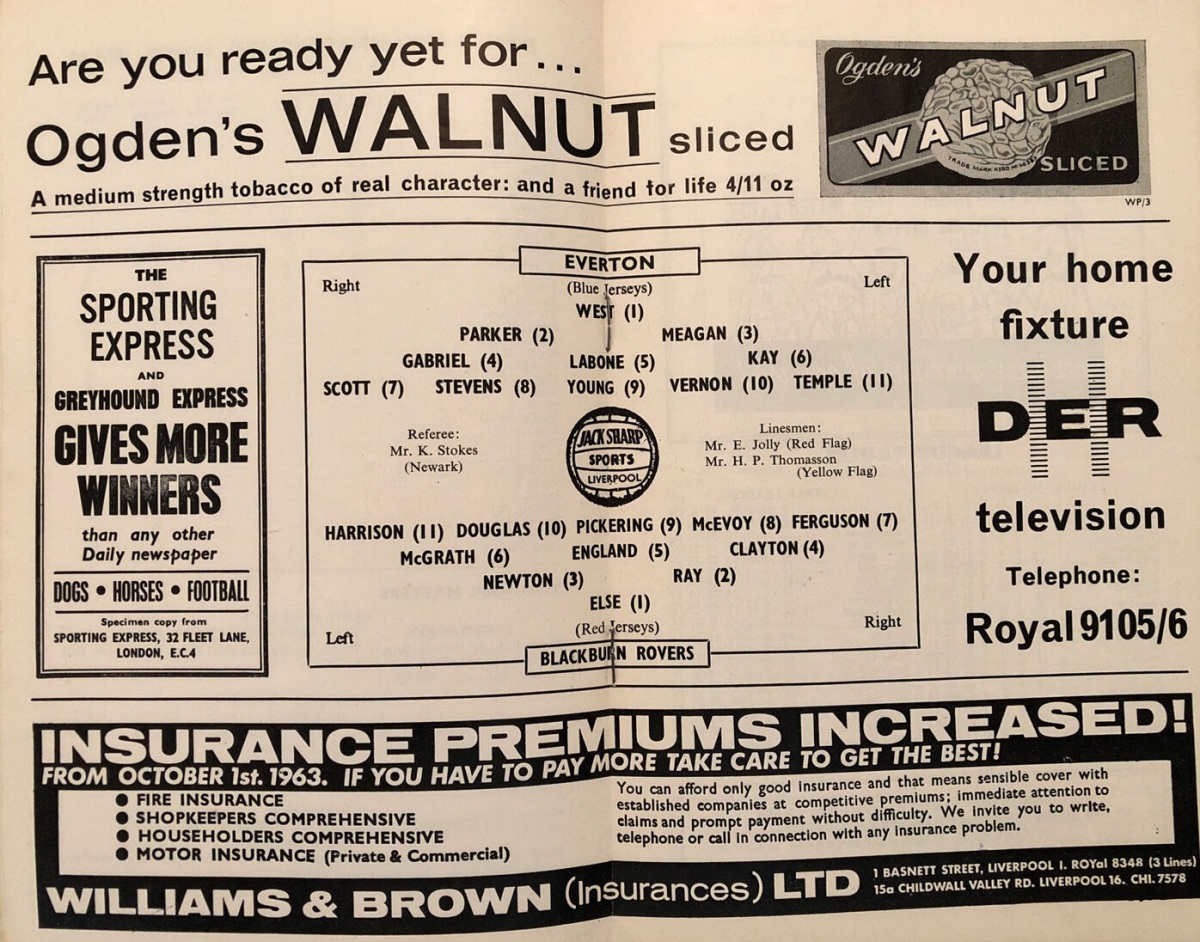 Are you ready yet for...
Ogden's WALNUT sliced
A medium strength tobacco of real character: and a friend for life 4/11 oz
Ogden's
WALNUT
SLICED
WP/3
THE
SPORTING
EXPRESS
AND
GREYHOUND EXPRESS
GIVES MORE
WINNERS
than any other
Daily newspaper
DOGS • HORSES • FOOTBALL
Specimen copy from
SPORTING EXPRESS, 32 FLEET LANE,
LONDON, E.C.4
EVERTON
Right (Blue Jerseys) Left
WEST (1)
PARKER (2) MEAGAN (3)
GABRIEL (4) LABONE (5) KAY (6)
SCOTT (7) STEVENS (8) YOUNG (9) VERNON (10) TEMPLE (11)
Referee:
Mr. K. Stokes
(Newark)
JACK SHARP
SPORTS
LIVERPOOL
Linesmen:
Mr. E. Jolly (Red Flag)
Mr. H. P. Thomasson
(Yellow Flag)
HARRISON (11) DOUGLAS (10) PICKERING (9) McEVOY (8) FERGUSON (7)
McGRATH (6) ENGLAND (5) CLAYTON (4)
NEWTON (3) RAY (2)
ELSE (1)
Left (Red Jerseys) Right
BLACKBURN ROVERS
Your home
fixture
DER
television
Telephone:
Royal 9105/6
INSURANCE PREMIUMS INCREASED!
FROM OCTOBER 1st. 1963. IF YOU HAVE TO PAY MORE TAKE CARE TO GET THE BEST!
● FIRE INSURANCE
● SHOPKEEPERS COMPREHENSIVE
● HOUSEHOLDERS COMPREHENSIVE
● MOTOR INSURANCE (Private & Commercial)
You can afford only good insurance and that means sensible cover with
established companies at competitive premiums; immediate attention to
claims and prompt payment without difficulty. We invite you to write,
telephone or call in connection with any insurance problem.
WILLIAMS & BROWN (Insurances) LTD
1 BASNETT STREET, LIVERPOOL 1. ROYal 8348 (3 Lines)
15a CHILDWALL VALLEY RD. LIVERPOOL 16. CHI. 7578